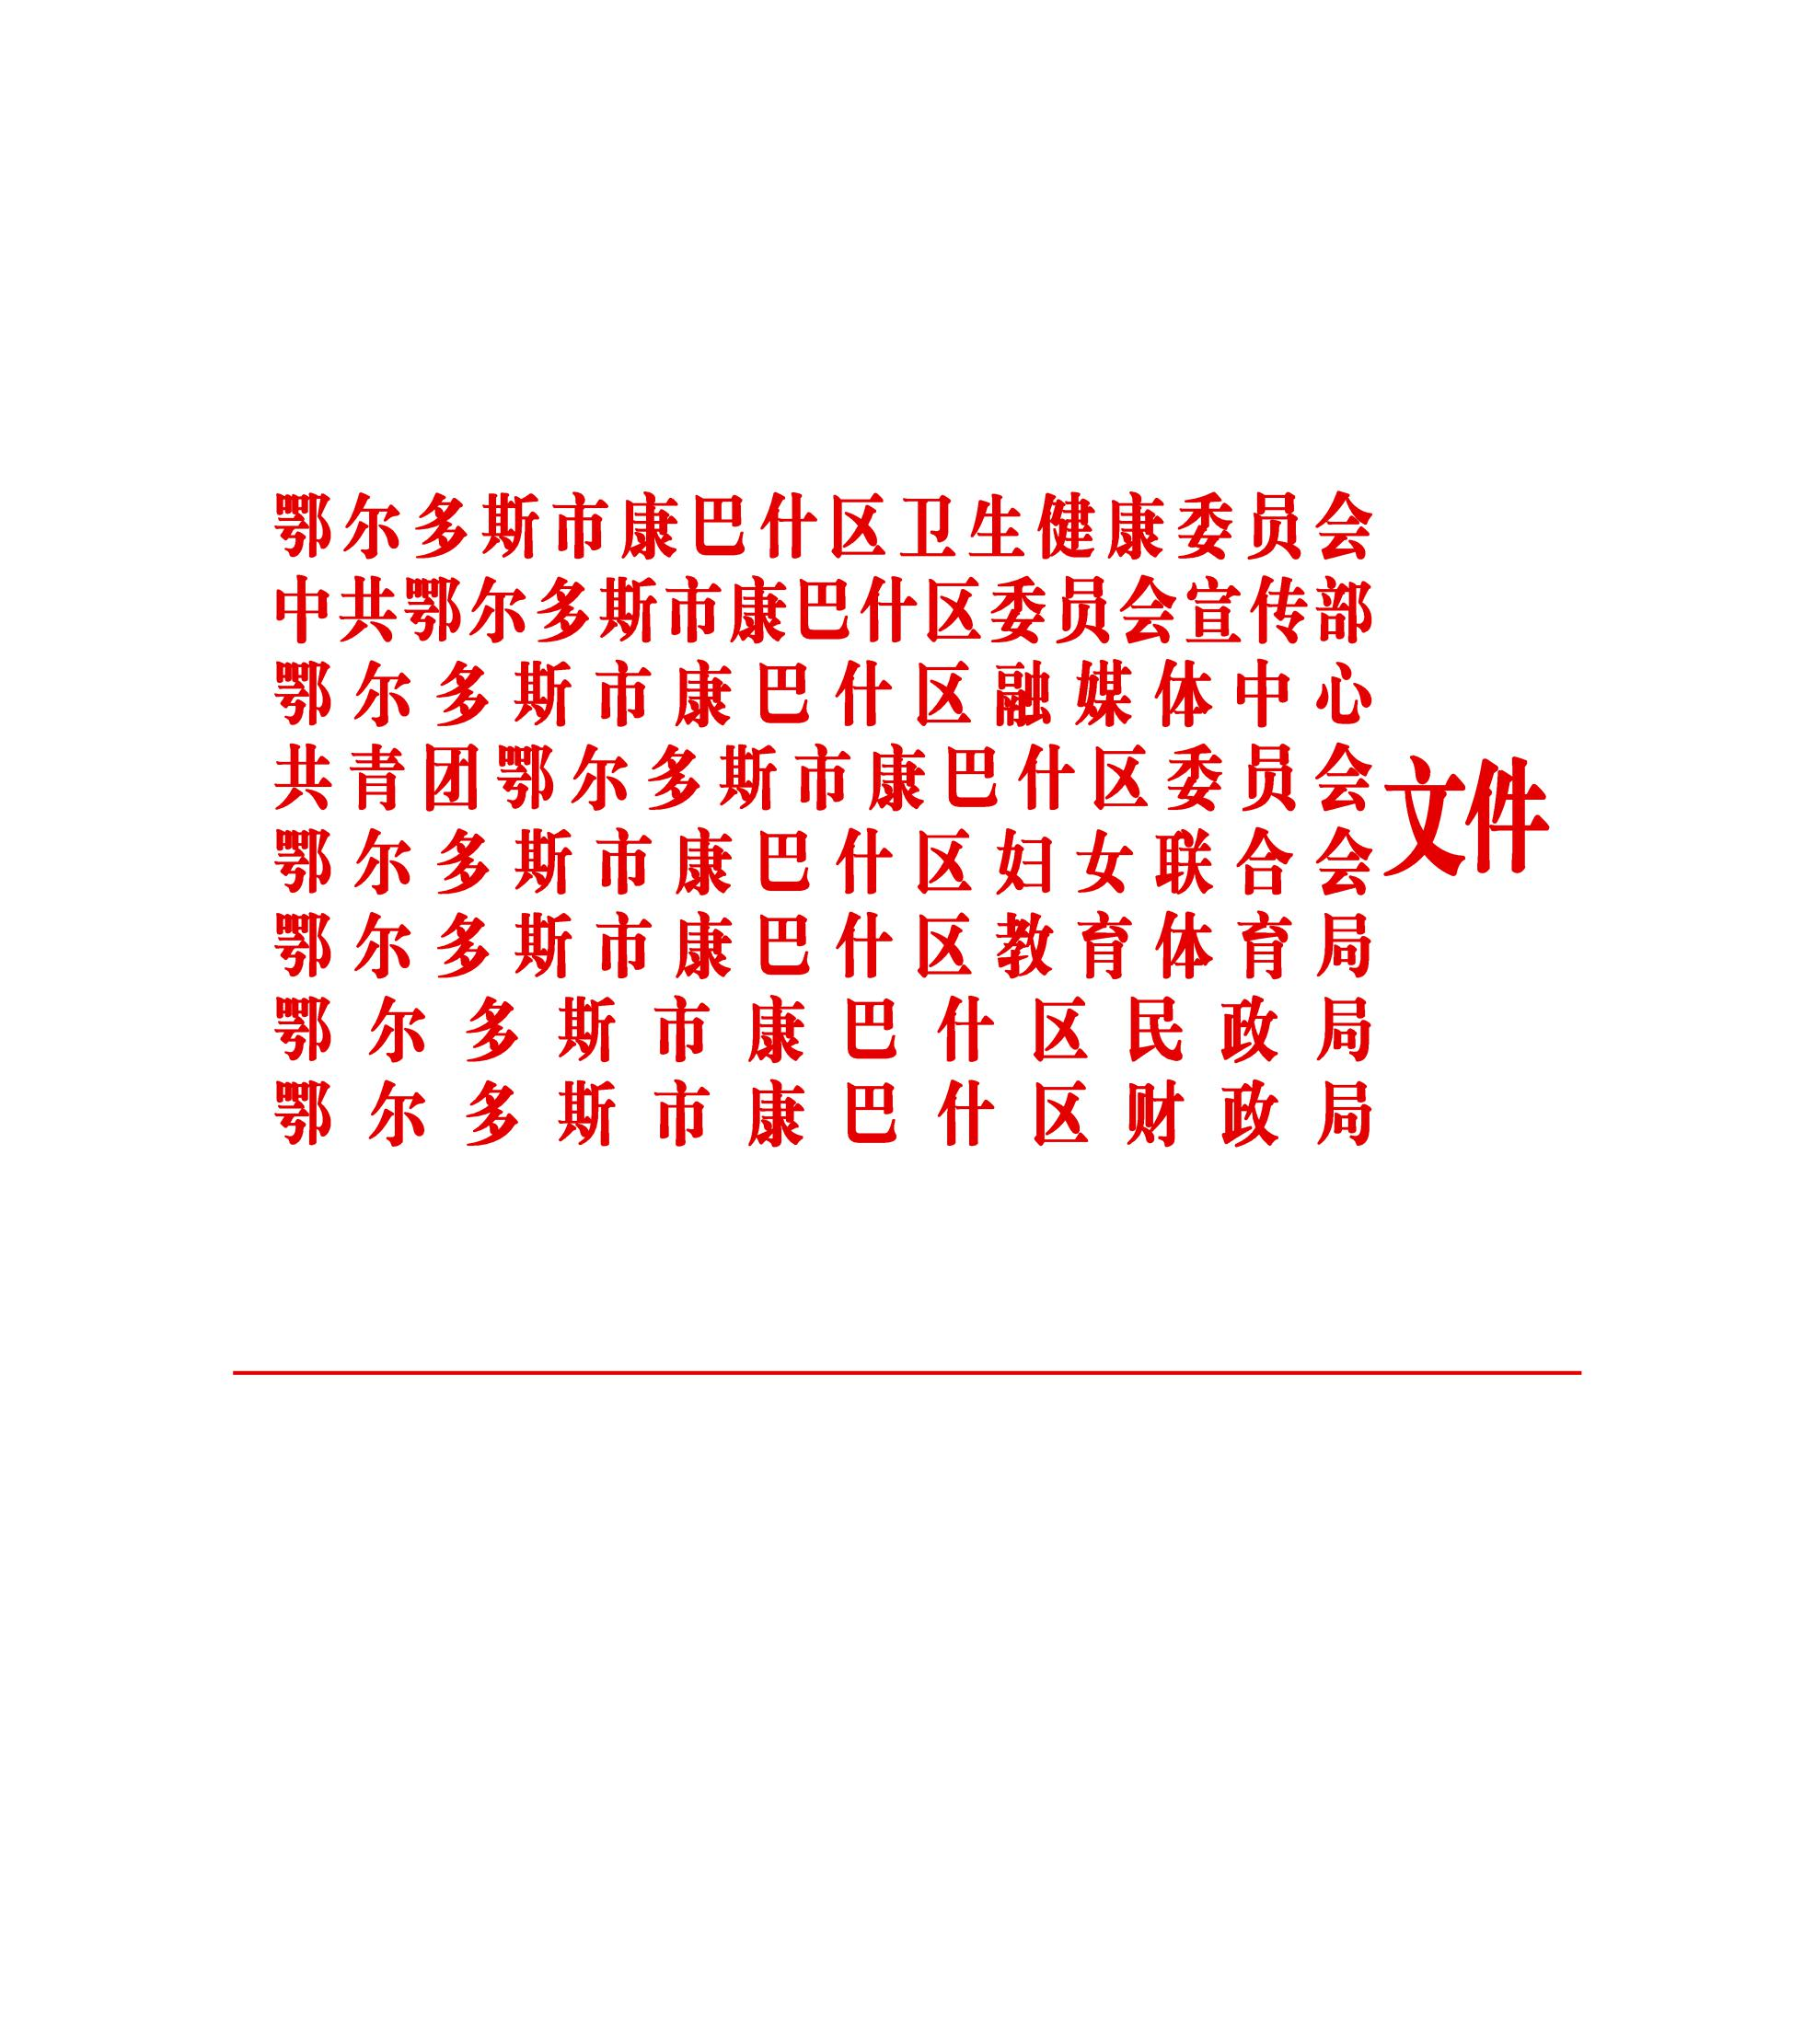 鄂尔多斯市康巴什区卫生健康委员会
中共鄂尔多斯市康巴什区委员会宣传部
鄂尔多斯市康巴什区融媒体中心
共青团鄂尔多斯市康巴什区委员会
文件
鄂尔多斯市康巴什区妇女联合会
鄂尔多斯市康巴什区教育体育局
鄂尔多斯市康巴什区民政局
鄂尔多斯市康巴什区财政局